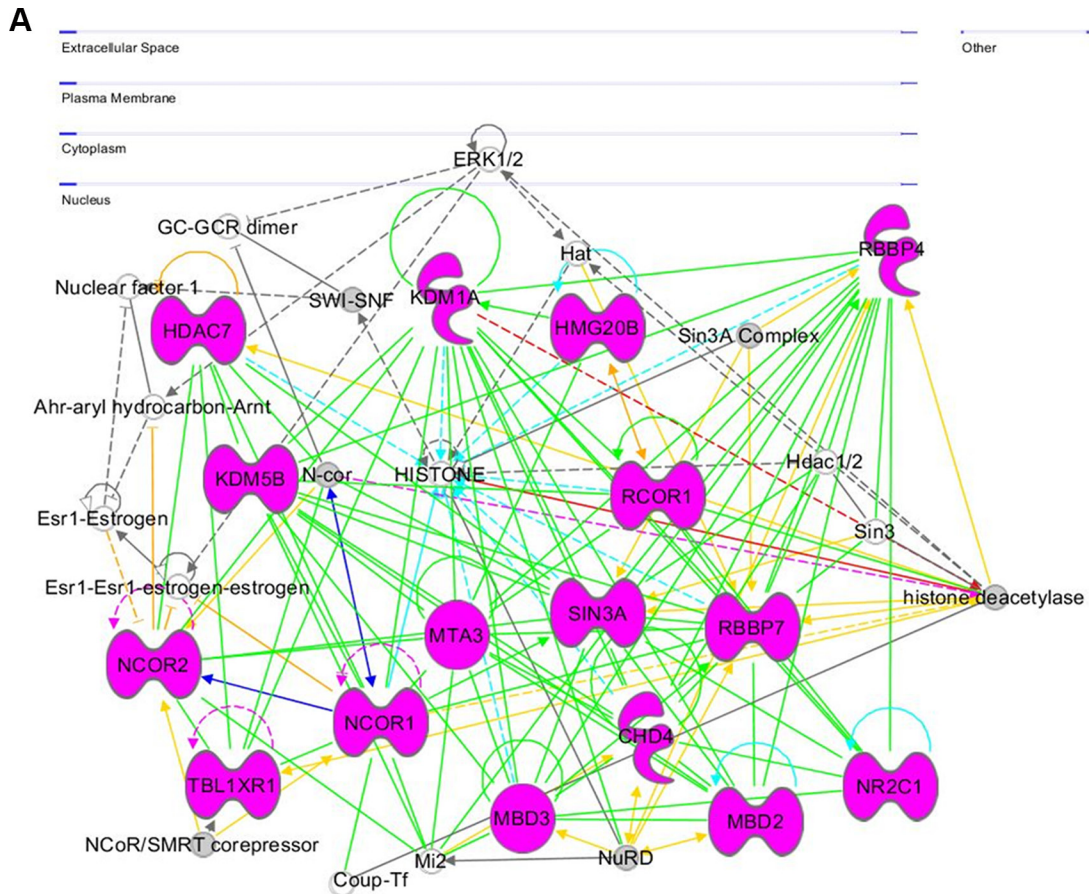 A
Extracellular Space
Other
Plasma Membrane
Cytoplasm
ERK1/2
Nucleus
GC-GCR dimer
Hat
RBBP4
Nuclear factor 1
SWI-SNF
KDM1A
HDAC7
HMG20B
Sin3A Complex
Ahr-aryl hydrocarbon-Arnt
KDM5B
N-cor
HISTONE
Hdac1/2
RCOR1
Esr1-Estrogen
Sin3
Esr1-Esr1-estrogen-estrogen
histone deacetylase
SIN3A
RBBP7
MTA3
NCOR2
NCOR1
CHD4
TBL1XR1
NR2C1
MBD3
MBD2
NCoR/SMRT corepressor
Mi2
NuRD
Coup-Tf